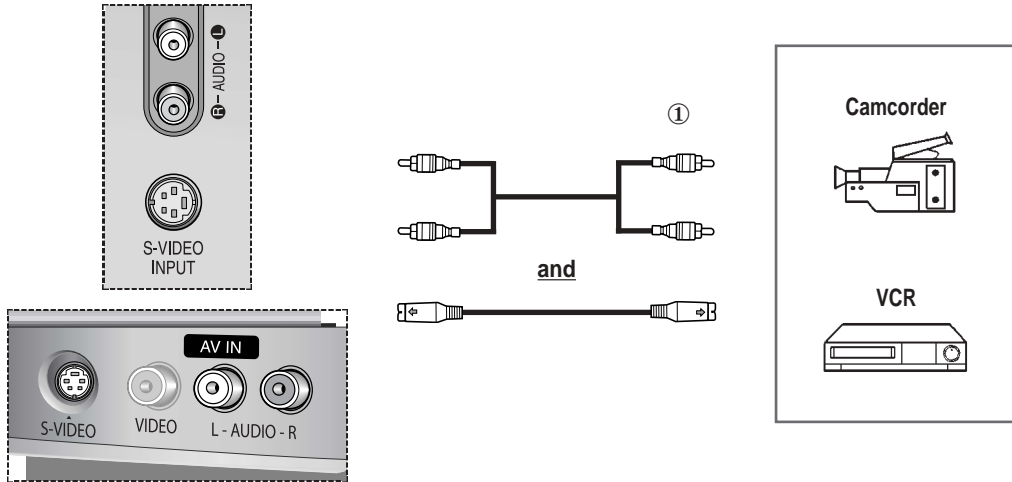 R - AUDIO - L
S-VIDEO
INPUT
①
Camcorder
and
VCR
AV IN
S-VIDEO
VIDEO
L - AUDIO - R